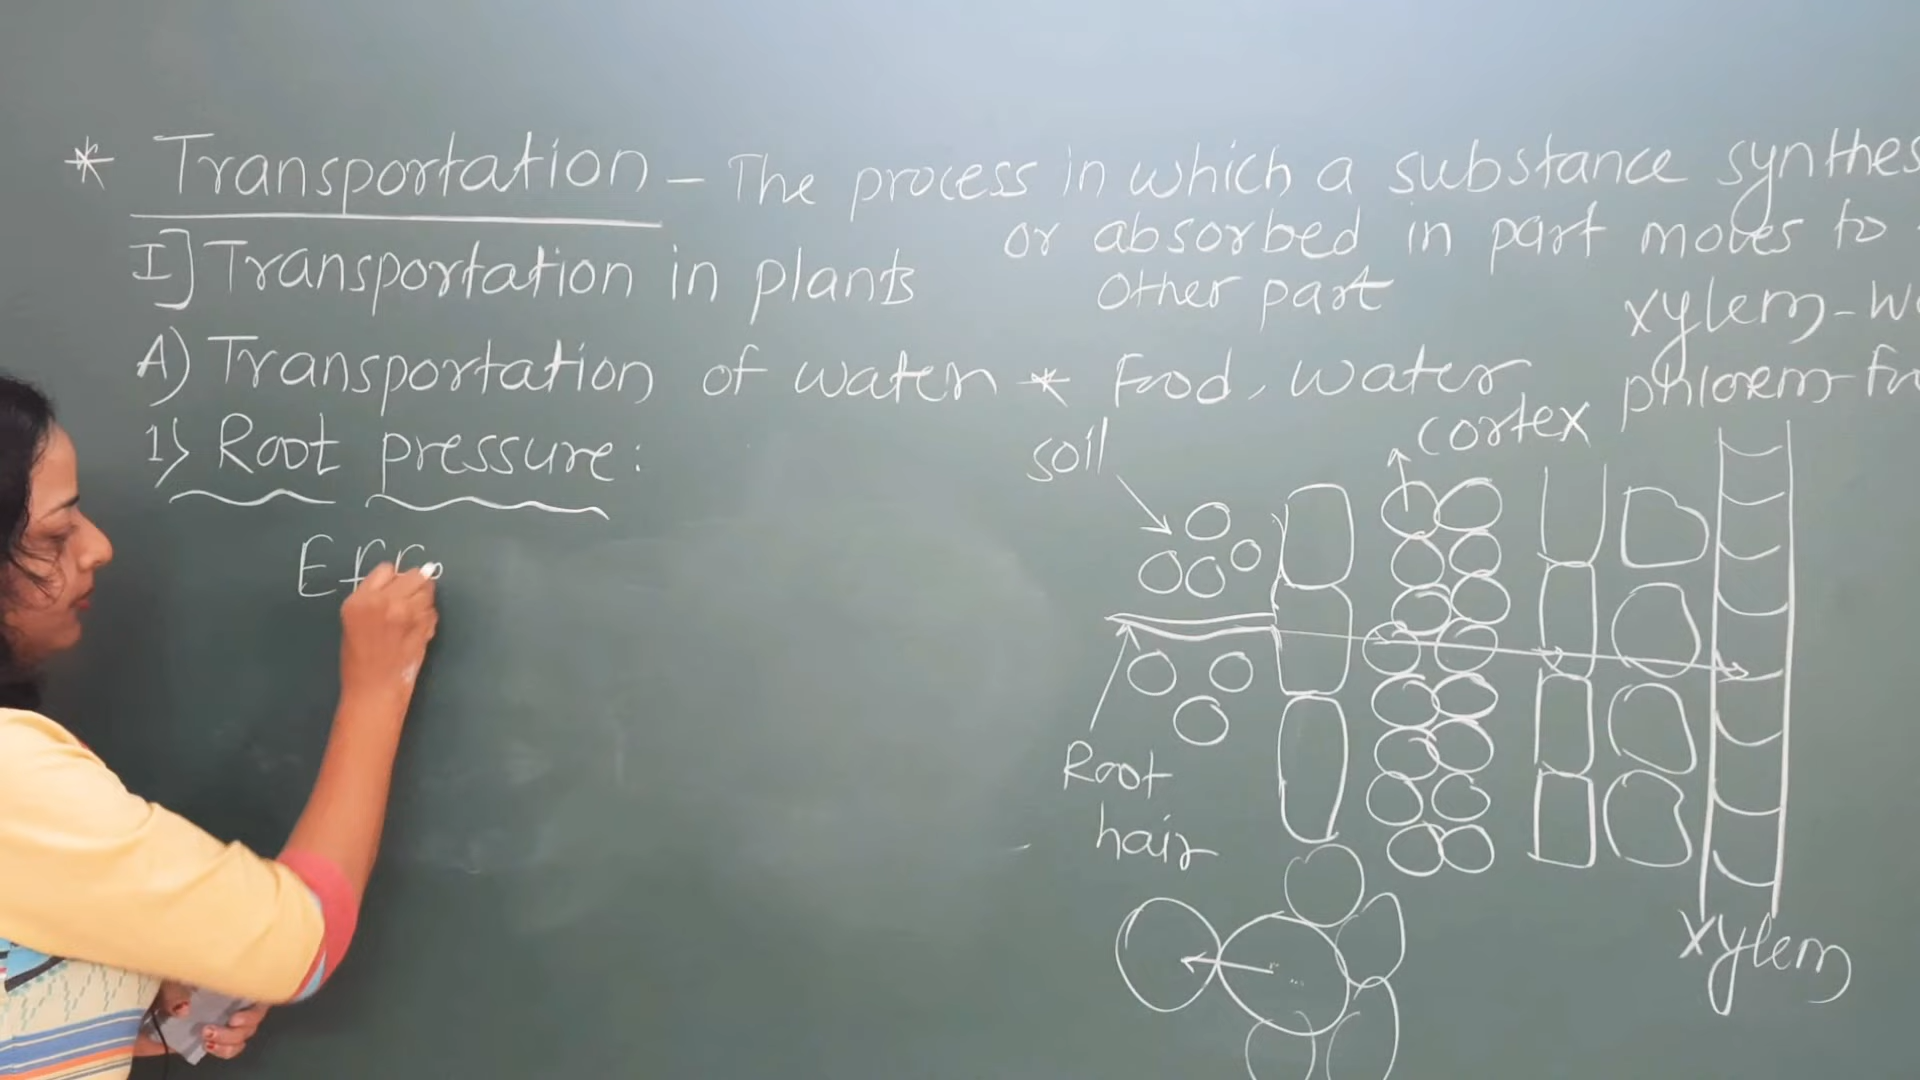 * Transportation - The process in which a substance synthes
or absorbed in part moves to
I] Transportation in plants
other part
xylem - w
A) Transportation of water * Food, water
phloem - Fo
1) Root pressure:
cortex
soil
Root
hair
xylem